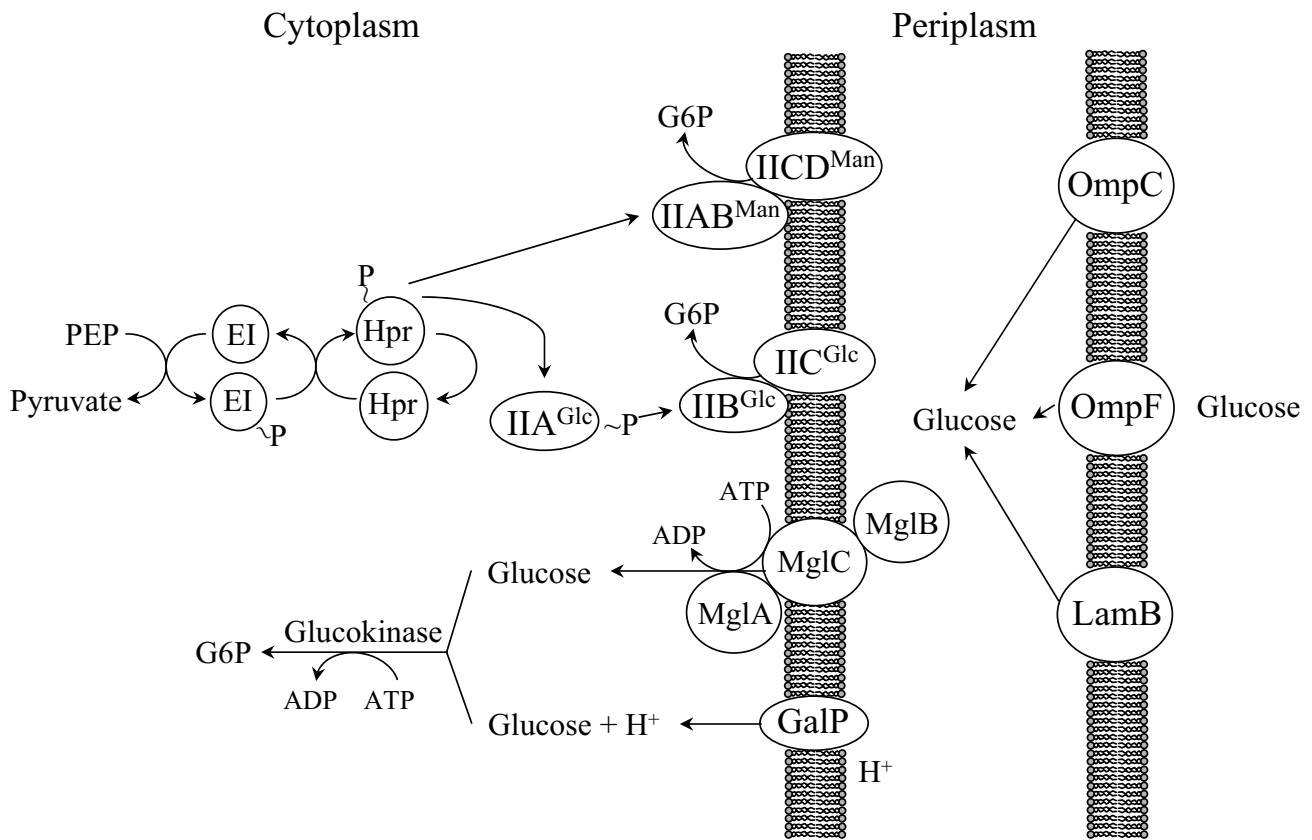 Cytoplasm
Periplasm
G6P
IICD^Man
IIAB^Man
OmpC
P
~
PEP
EI
Hpr
Pyruvate
EI
~P
Hpr
G6P
IIC^Glc
IIB^Glc
IIA^Glc
~P
Glucose
OmpF
Glucose
ATP
ADP
MglC
MglB
MglA
Glucose
LamB
Glucokinase
G6P
ADP
ATP
Glucose + H⁺
GalP
H⁺